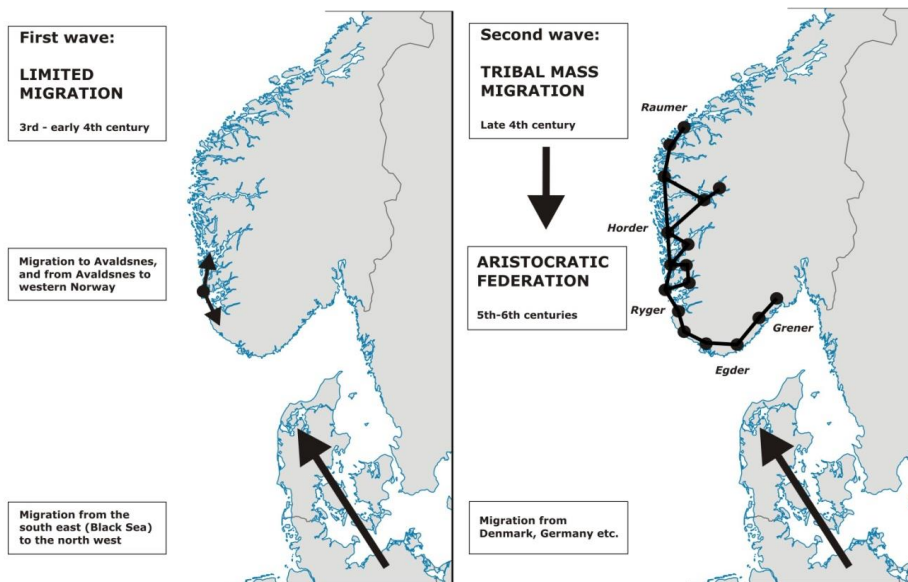 First wave:
LIMITED
MIGRATION
3rd - early 4th century
Migration to Avaldsnes,
and from Avaldsnes to
western Norway
Migration from the
south east (Black Sea)
to the north west
Second wave:
TRIBAL MASS
MIGRATION
Late 4th century
ARISTOCRATIC
FEDERATION
5th-6th centuries
Migration from
Denmark, Germany etc.
Raumer
Horder
Ryger
Grener
Egder